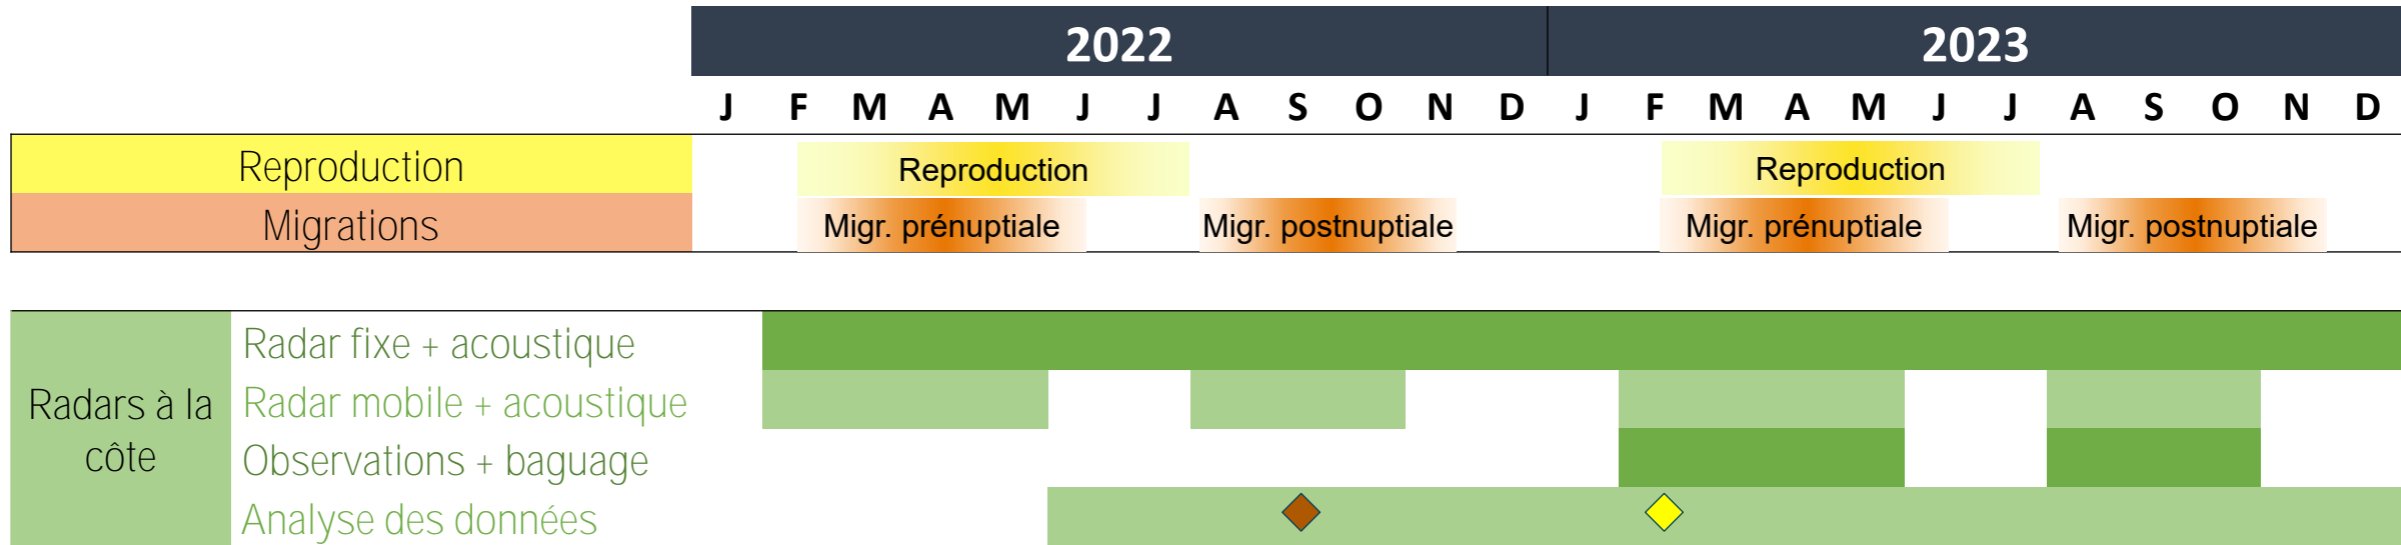 2022 2023
J F M A M J J A S O N D J F M A M J J A S O N D
Reproduction Reproduction Reproduction
Migrations Migr. prénuptiale Migr. postnuptiale Migr. prénuptiale Migr. postnuptiale
Radar fixe + acoustique
Radars à la
côte
Radar mobile + acoustique
Observations + baguage
Analyse des données